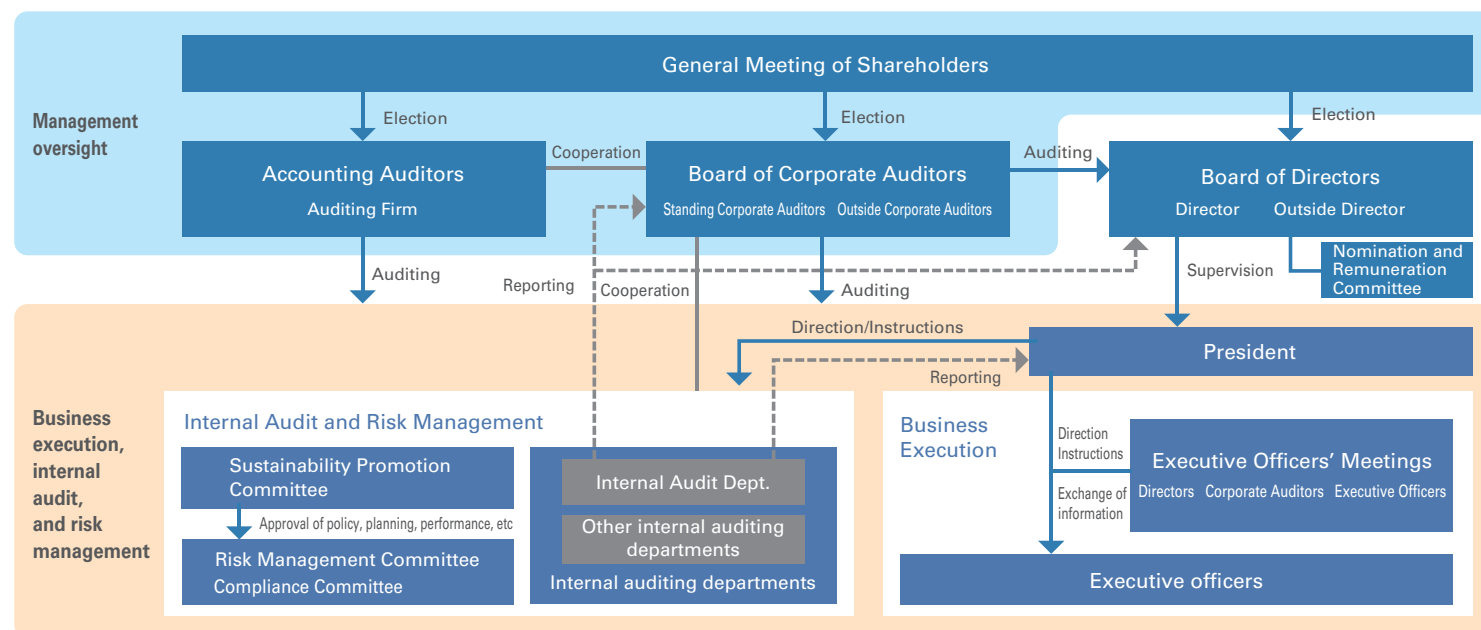 General Meeting of Shareholders
Management
oversight
Election
Election
Election
Accounting Auditors
Auditing Firm
Cooperation
Board of Corporate Auditors
Standing Corporate Auditors Outside Corporate Auditors
Auditing
Board of Directors
Director Outside Director
Nomination and
Remuneration
Committee
Auditing
Reporting
Cooperation
Auditing
Supervision
Direction/Instructions
President
Reporting
Business
execution,
internal
audit,
and risk
management
Internal Audit and Risk Management
Sustainability Promotion
Committee
Approval of policy, planning, performance, etc
Risk Management Committee
Compliance Committee
Internal Audit Dept.
Other internal auditing
departments
Internal auditing departments
Business
Execution
Direction
Instructions
Exchange of
information
Executive Officers’ Meetings
Directors Corporate Auditors Executive Officers
Executive officers